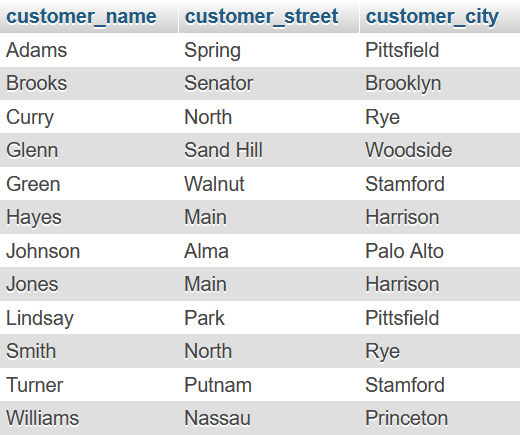 customer_name customer_street customer_city
Adams Spring Pittsfield
Brooks Senator Brooklyn
Curry North Rye
Glenn Sand Hill Woodside
Green Walnut Stamford
Hayes Main Harrison
Johnson Alma Palo Alto
Jones Main Harrison
Lindsay Park Pittsfield
Smith North Rye
Turner Putnam Stamford
Williams Nassau Princeton